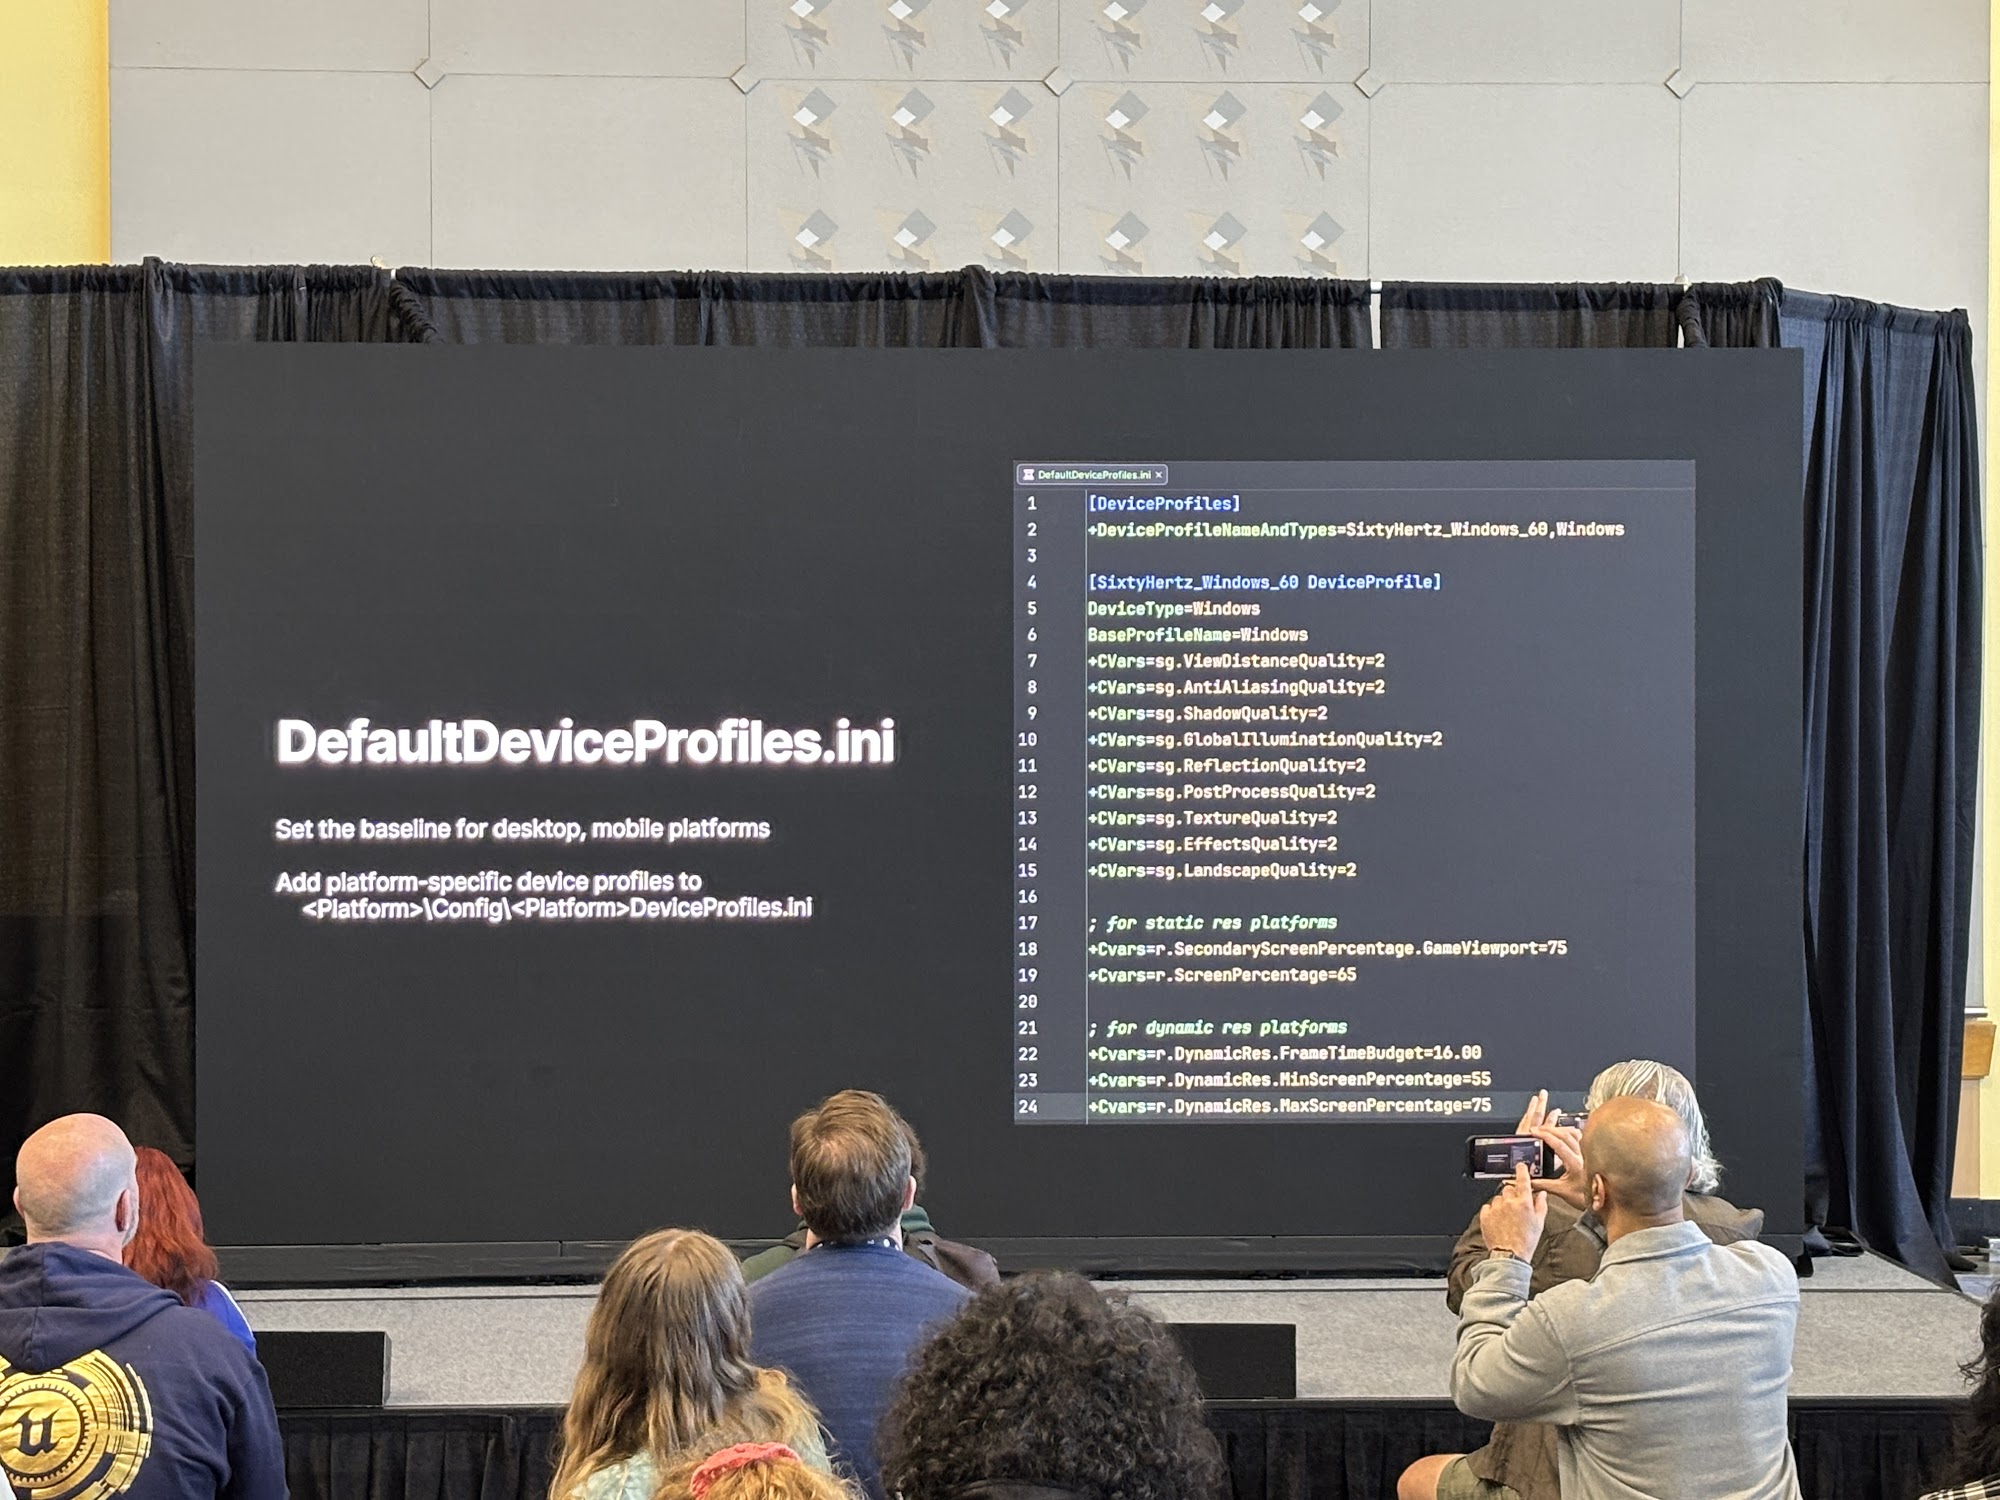 DefaultDeviceProfiles.ini
Set the baseline for desktop, mobile platforms
Add platform-specific device profiles to
<Platform>\Config\<Platform>DeviceProfiles.ini
DefaultDeviceProfiles.ini ×
1 [DeviceProfiles]
2 +DeviceProfileNameAndTypes=SixtyHertz_Windows_60,Windows
3
4 [SixtyHertz_Windows_60 DeviceProfile]
5 DeviceType=Windows
6 BaseProfileName=Windows
7 +CVars=sg.ViewDistanceQuality=2
8 +CVars=sg.AntiAliasingQuality=2
9 +CVars=sg.ShadowQuality=2
10 +CVars=sg.GlobalIlluminationQuality=2
11 +CVars=sg.ReflectionQuality=2
12 +CVars=sg.PostProcessQuality=2
13 +CVars=sg.TextureQuality=2
14 +CVars=sg.EffectsQuality=2
15 +CVars=sg.LandscapeQuality=2
16
17 ; for static res platforms
18 +Cvars=r.SecondaryScreenPercentage.GameViewport=75
19 +Cvars=r.ScreenPercentage=65
20
21 ; for dynamic res platforms
22 +Cvars=r.DynamicRes.FrameTimeBudget=16.00
23 +Cvars=r.DynamicRes.MinScreenPercentage=55
24 +Cvars=r.DynamicRes.MaxScreenPercentage=75
u